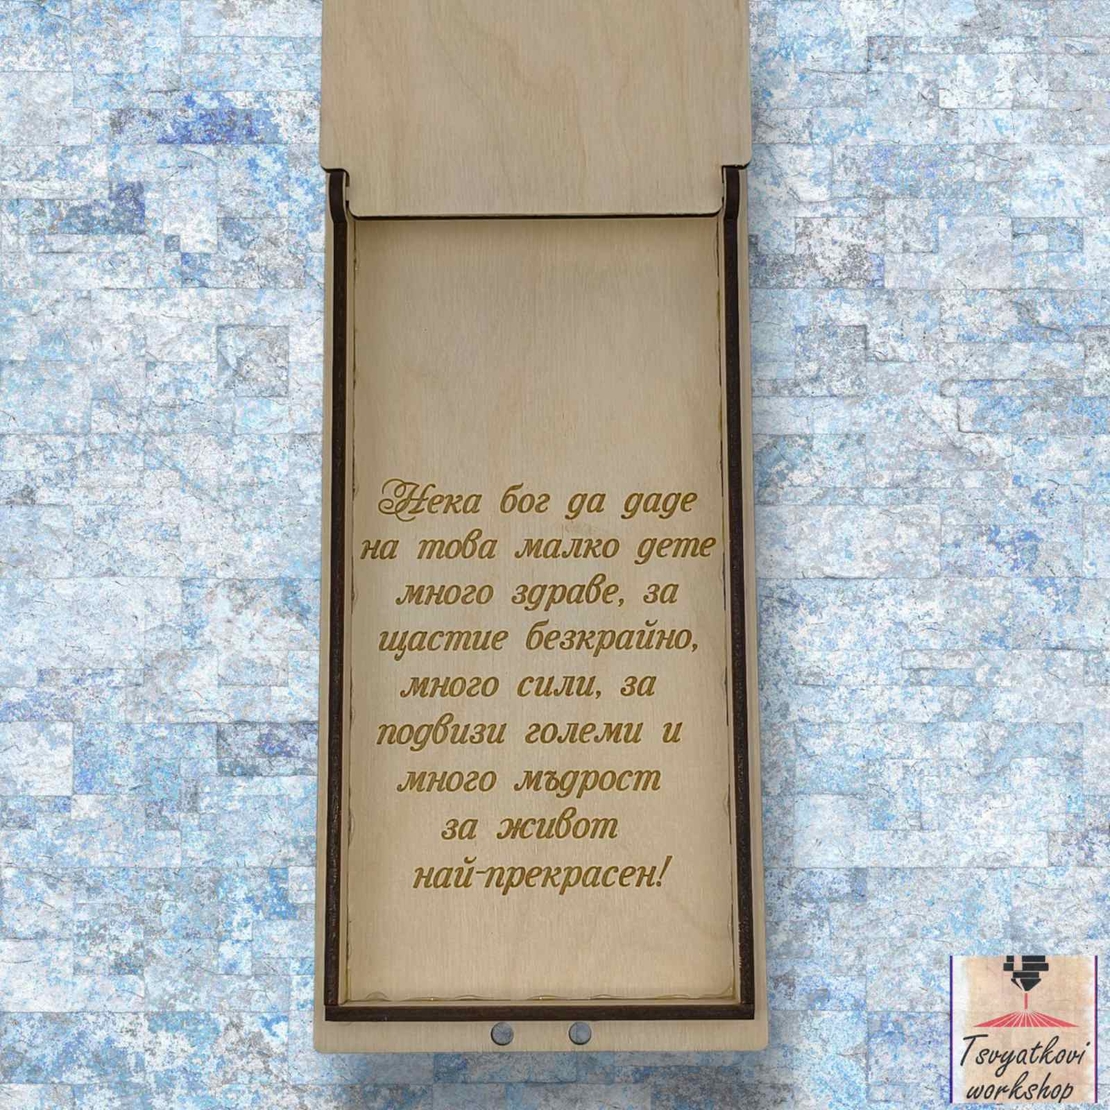 Нека бог да даде
на това малко дете
много здраве, за
щастие безкрайно,
много сили, за
подвизи големи и
много мъдрост
за живот
най-прекрасен!
Tsvyatkovi
workshop